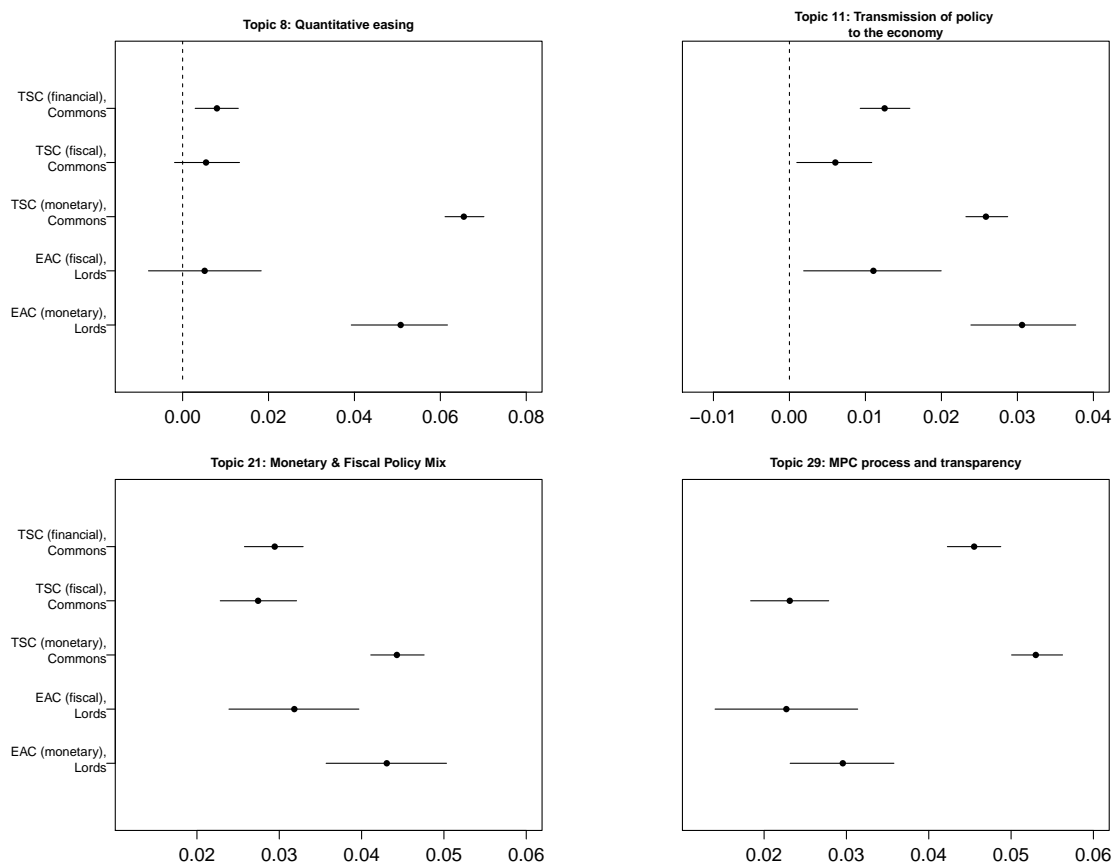 Topic 8: Quantitative easing
TSC (financial),
Commons
TSC (fiscal),
Commons
TSC (monetary),
Commons
EAC (fiscal),
Lords
EAC (monetary),
Lords
0.00 0.02 0.04 0.06 0.08
Topic 11: Transmission of policy
to the economy
−0.01 0.00 0.01 0.02 0.03 0.04
Topic 21: Monetary & Fiscal Policy Mix
TSC (financial),
Commons
TSC (fiscal),
Commons
TSC (monetary),
Commons
EAC (fiscal),
Lords
EAC (monetary),
Lords
0.02 0.03 0.04 0.05 0.06
Topic 29: MPC process and transparency
0.02 0.03 0.04 0.05 0.06